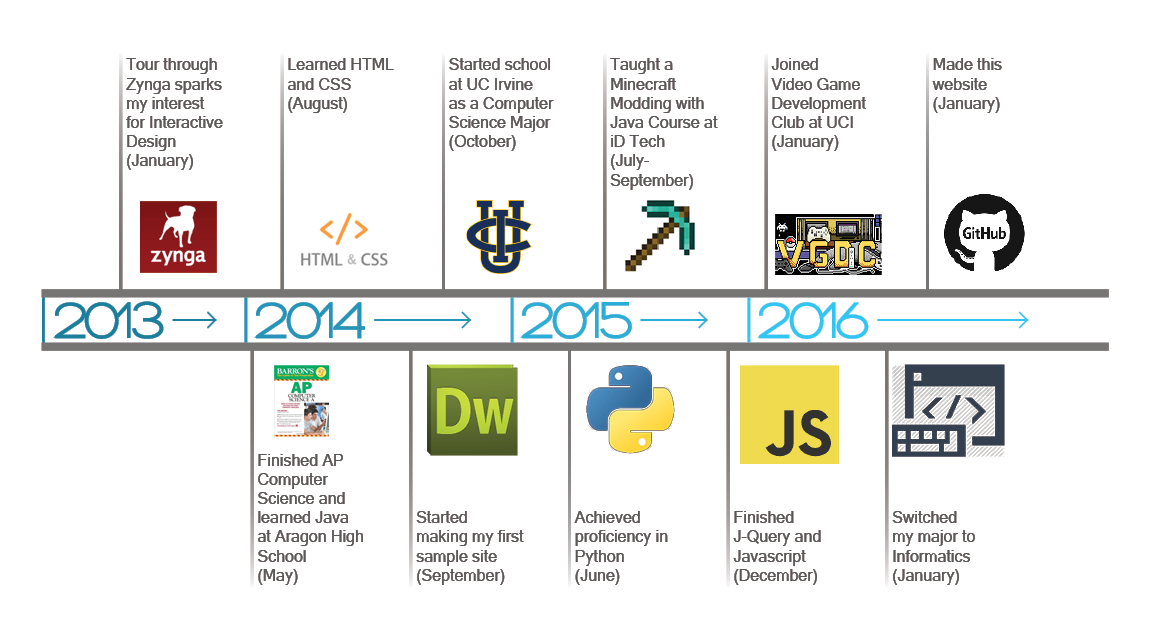 Tour through
Zynga sparks
my interest
for Interactive
Design
(January)
zynga
Learned HTML
and CSS
(August)
</>
HTML & CSS
Started school
at UC Irvine
as a Computer
Science Major
(October)
UCI
Taught a
Minecraft
Modding with
Java Course at
iD Tech
(July-
September)
Joined
Video Game
Development
Club at UCI
(January)
VGDC
Made this
website
(January)
GitHub
2013
2014
2015
2016
BARRON'S
AP
COMPUTER
SCIENCE A
Finished AP
Computer
Science and
learned Java
at Aragon High
School
(May)
Dw
Started
making my first
sample site
(September)
Achieved
proficiency in
Python
(June)
JS
Finished
J-Query and
Javascript
(December)
</>
Switched
my major to
Informatics
(January)